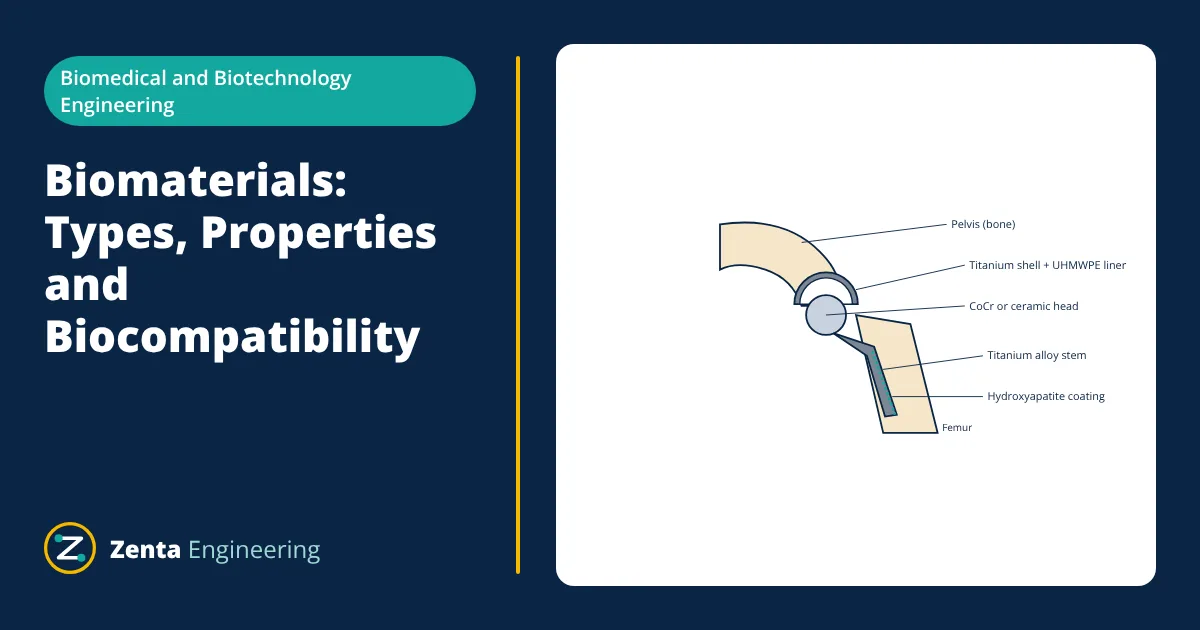 Biomedical and Biotechnology
Engineering
Biomaterials:
Types, Properties
and
Biocompatibility
Zenta Engineering
Pelvis (bone)
Titanium shell + UHMWPE liner
CoCr or ceramic head
Titanium alloy stem
Hydroxyapatite coating
Femur